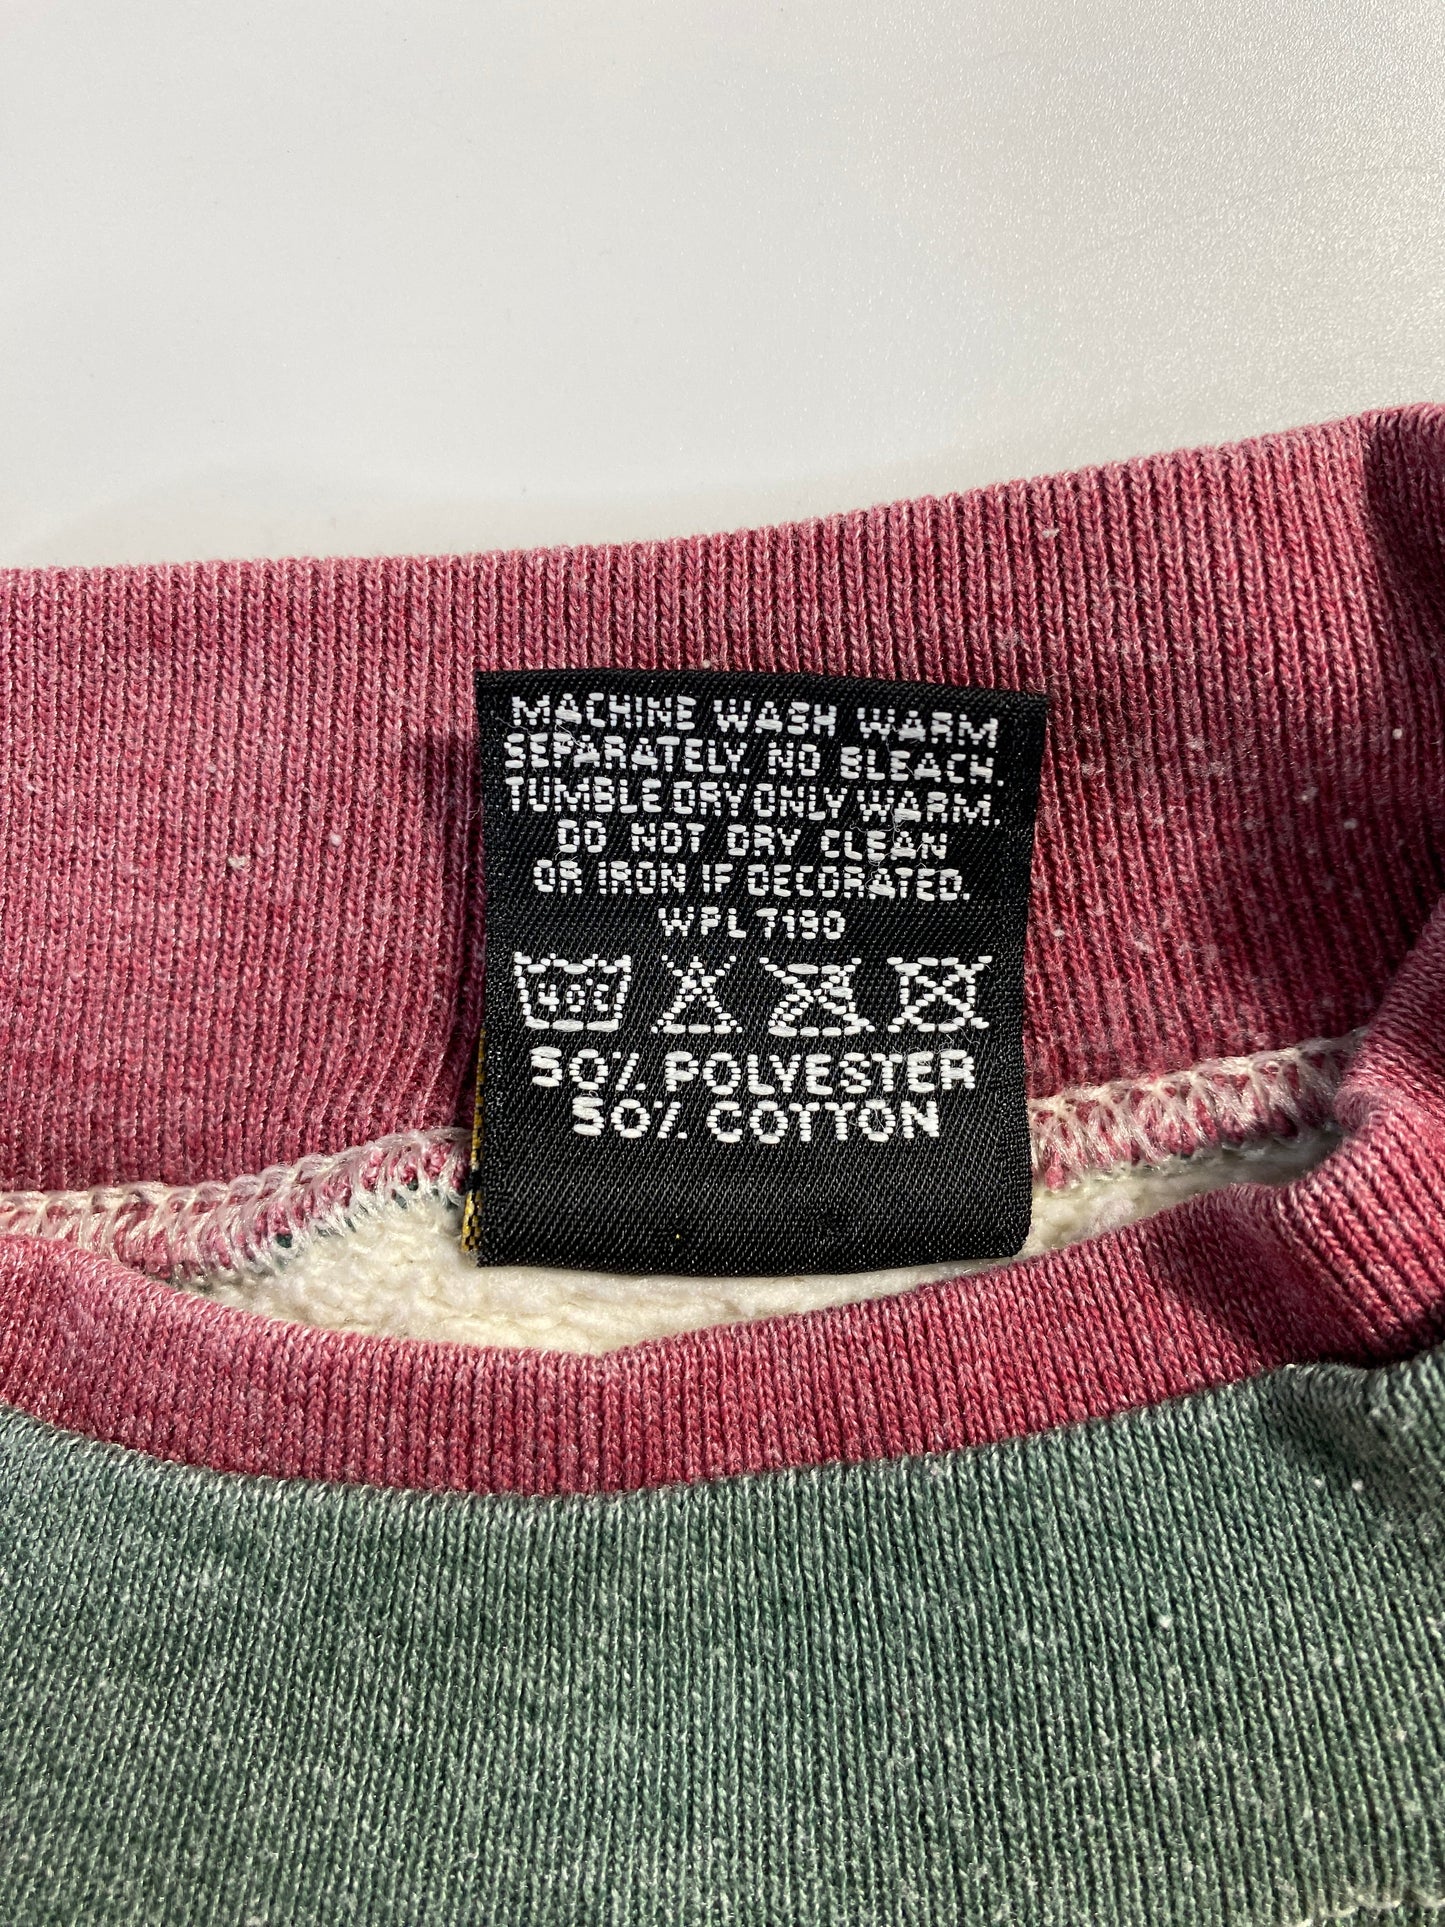 MACHINE WASH WARM
SEPARATELY. NO BLEACH.
TUMBLE DRY ONLY WARM.
DO NOT DRY CLEAN
OR IRON IF DECORATED.
WPL 7190
40C
50% POLYESTER
50% COTTON